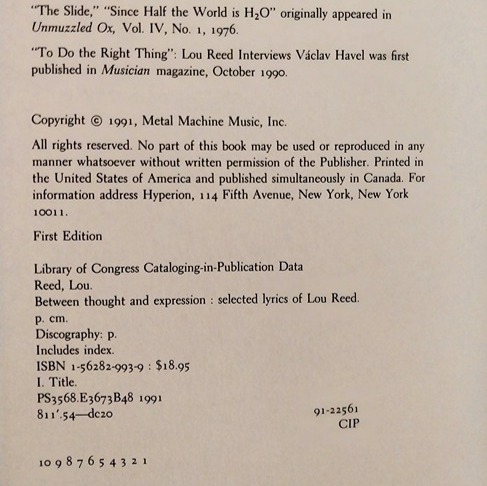 "The Slide," "Since Half the World is H₂O" originally appeared in
Unmuzzled Ox, Vol. IV, No. 1, 1976.
"To Do the Right Thing": Lou Reed Interviews Václav Havel was first
published in Musician magazine, October 1990.
Copyright © 1991, Metal Machine Music, Inc.
All rights reserved. No part of this book may be used or reproduced in any
manner whatsoever without written permission of the Publisher. Printed in
the United States of America and published simultaneously in Canada. For
information address Hyperion, 114 Fifth Avenue, New York, New York
10011.
First Edition
Library of Congress Cataloging-in-Publication Data
Reed, Lou.
Between thought and expression : selected lyrics of Lou Reed.
p. cm.
Discography: p.
Includes index.
ISBN 1-56282-993-9 : $18.95
I. Title.
PS3568.E3673B48 1991
811'.54—dc20 91-22561
CIP
10 9 8 7 6 5 4 3 2 1